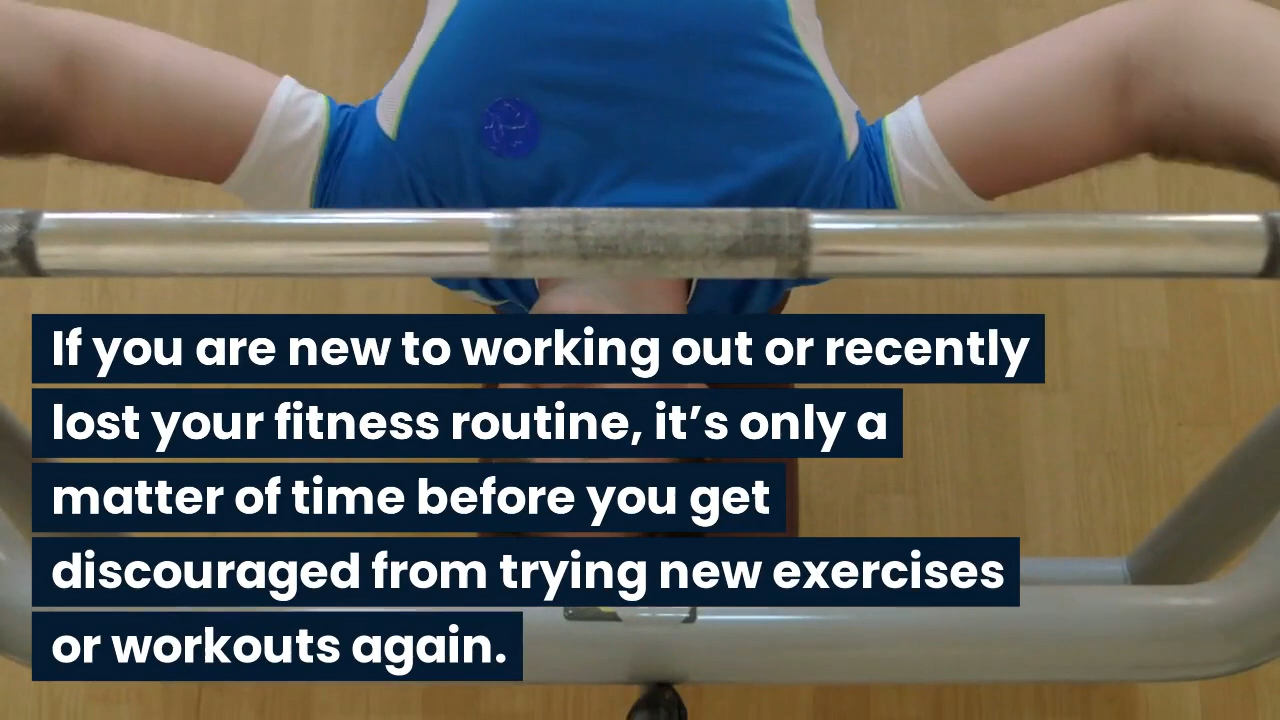 If you are new to working out or recently
lost your fitness routine, it’s only a
matter of time before you get
discouraged from trying new exercises
or workouts again.